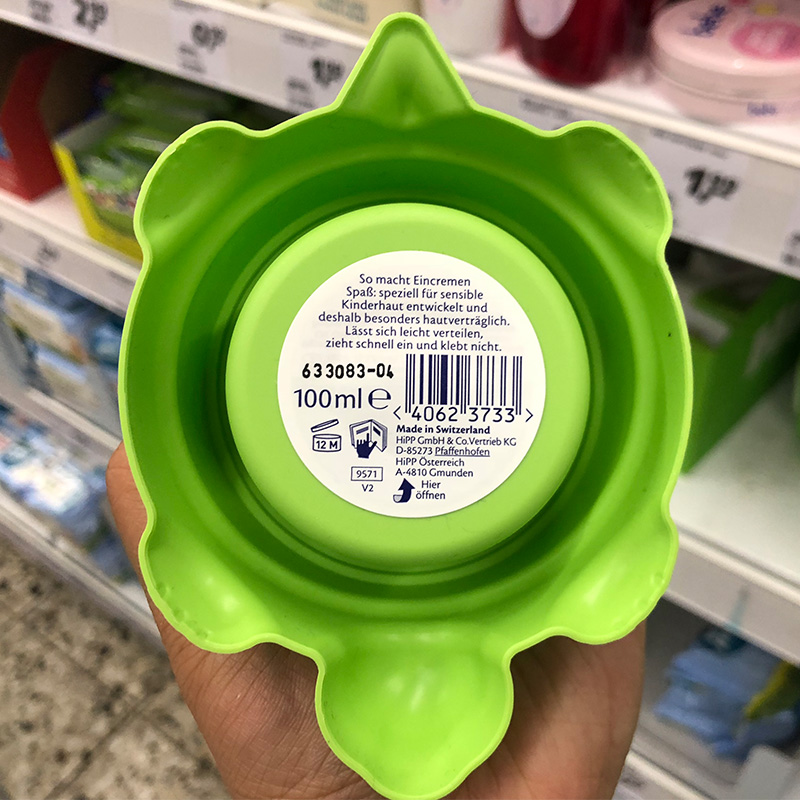 So macht Eincremen
Spaß: speziell für sensible
Kinderhaut entwickelt und
deshalb besonders hautverträglich.
Lässt sich leicht verteilen,
zieht schnell ein und klebt nicht.
633083-04
100 ml ℮
< 4062 3733 >
Made in Switzerland
HiPP GmbH & Co.Vertrieb KG
D-85273 Pfaffenhofen
HiPP Österreich
A-4810 Gmunden
12 M
9571
V2
Hier
öffnen